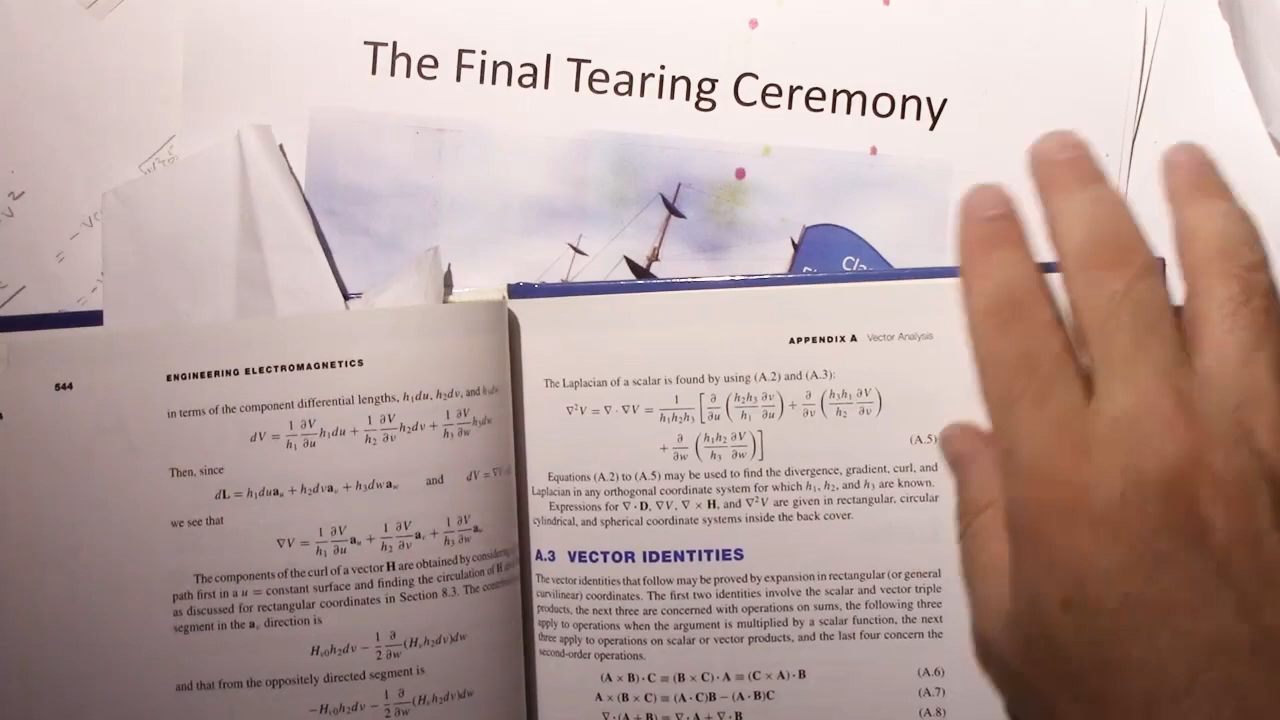 The Final Tearing Ceremony
Cla
544
ENGINEERING ELECTROMAGNETICS
in terms of the component differential lengths, h₁du, h₂dv, and h₃dw
dV = 1/h₁ ∂V/∂u h₁du + 1/h₂ ∂V/∂v h₂dv + 1/h₃ ∂V/∂w h₃dw
Then, since
dL = h₁duaᵤ + h₂dvaᵥ + h₃dwa_w and dV = ∇V
we see that
∇V = 1/h₁ ∂V/∂u aᵤ + 1/h₂ ∂V/∂v aᵥ + 1/h₃ ∂V/∂w a_w
The components of the curl of a vector H are obtained by considering
path first in a u = constant surface and finding the circulation of H
as discussed for rectangular coordinates in Section 8.3. The
segment in the aᵥ direction is
Hᵥ₀h₂dv − 1/2 ∂/∂w (Hᵥh₂dv)dw
and that from the oppositely directed segment is
−Hᵥ₀h₂dv − 1/2 ∂/∂w (Hᵥh₂dv)dw
APPENDIX A Vector Analysis
The Laplacian of a scalar is found by using (A.2) and (A.3):
∇²V = ∇ · ∇V = 1/h₁h₂h₃ [ ∂/∂u ( h₂h₃/h₁ ∂v/∂u ) + ∂/∂v ( h₃h₁/h₂ ∂V/∂v )
+ ∂/∂w ( h₁h₂/h₃ ∂V/∂w ) ] (A.5)
Equations (A.2) to (A.5) may be used to find the divergence, gradient, curl, and
Laplacian in any orthogonal coordinate system for which h₁, h₂, and h₃ are known.
Expressions for ∇ · D, ∇V, ∇ × H, and ∇²V are given in rectangular, circular
cylindrical, and spherical coordinate systems inside the back cover.
A.3 VECTOR IDENTITIES
The vector identities that follow may be proved by expansion in rectangular (or general
curvilinear) coordinates. The first two identities involve the scalar and vector triple
products, the next three are concerned with operations on sums, the following three
apply to operations when the argument is multiplied by a scalar function, the next
three apply to operations on scalar or vector products, and the last four concern the
second-order operations.
(A × B) · C ≡ (B × C) · A ≡ (C × A) · B (A.6)
A × (B × C) ≡ (A · C)B − (A · B)C (A.7)
∇ · (A + B) ≡ ∇ · A + ∇ · B (A.8)